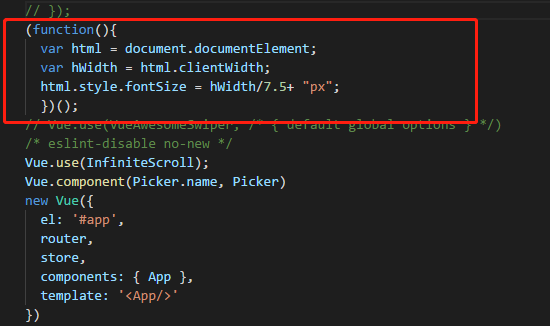 // });
(function(){
var html = document.documentElement;
var hWidth = html.clientWidth;
html.style.fontSize = hWidth/7.5+ "px";
})();
// Vue.use(VueAwesomeSwiper, /* { default global options } */)
/* eslint-disable no-new */
Vue.use(InfiniteScroll);
Vue.component(Picker.name, Picker)
new Vue({
el: '#app',
router,
store,
components: { App },
template: '<App/>'
})